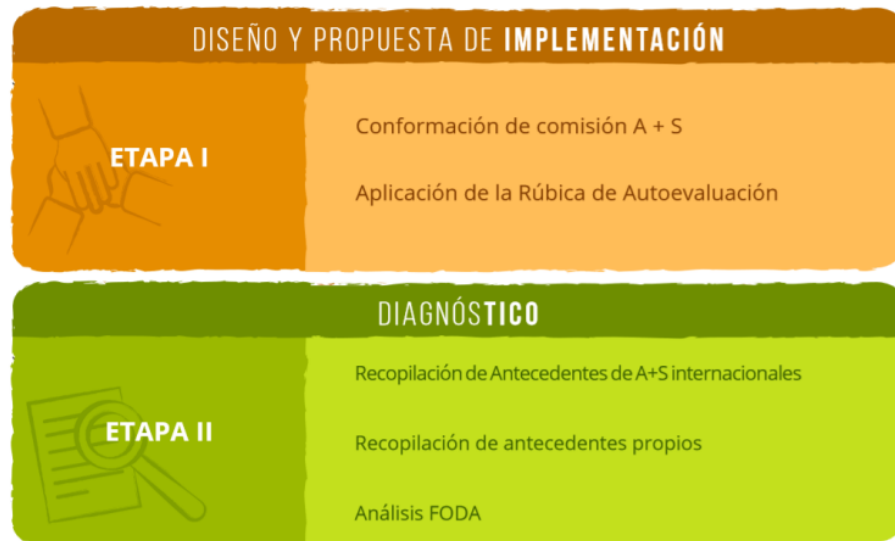 DISEÑO Y PROPUESTA DE IMPLEMENTACIÓN
ETAPA I
Conformación de comisión A + S
Aplicación de la Rúbica de Autoevaluación
DIAGNÓSTICO
ETAPA II
Recopilación de Antecedentes de A+S internacionales
Recopilación de antecedentes propios
Análisis FODA